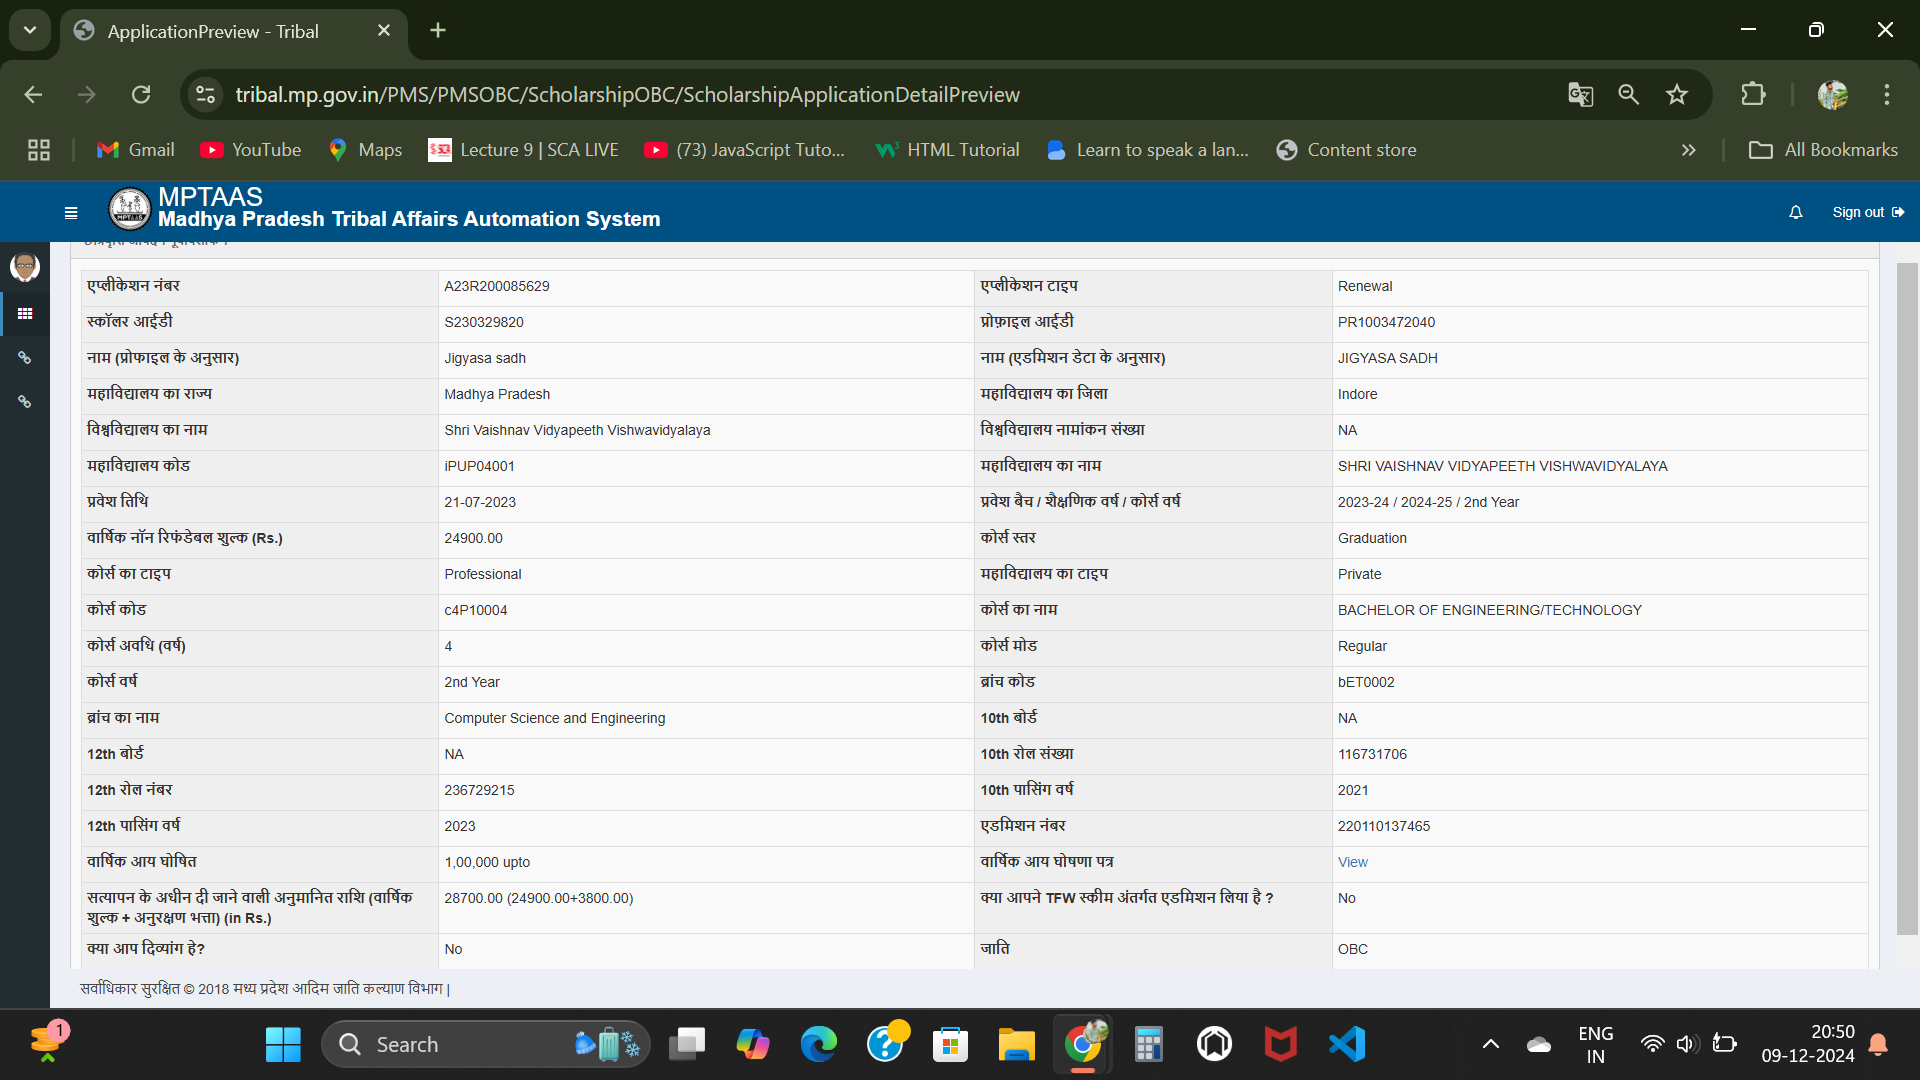 ApplicationPreview - Tribal
tribal.mp.gov.in/PMS/PMSOBC/ScholarshipOBC/ScholarshipApplicationDetailPreview
Gmail YouTube Maps Lecture 9 | SCA LIVE (73) JavaScript Tuto... HTML Tutorial Learn to speak a lan... Content store » All Bookmarks
MPTAAS
Madhya Pradesh Tribal Affairs Automation System
Sign out
एप्लीकेशन नंबर A23R200085629 एप्लीकेशन टाइप Renewal
स्कॉलर आईडी S230329820 प्रोफ़ाइल आईडी PR1003472040
नाम (प्रोफाइल के अनुसार) Jigyasa sadh नाम (एडमिशन डेटा के अनुसार) JIGYASA SADH
महाविद्यालय का राज्य Madhya Pradesh महाविद्यालय का जिला Indore
विश्वविद्यालय का नाम Shri Vaishnav Vidyapeeth Vishwavidyalaya विश्वविद्यालय नामांकन संख्या NA
महाविद्यालय कोड iPUP04001 महाविद्यालय का नाम SHRI VAISHNAV VIDYAPEETH VISHWAVIDYALAYA
प्रवेश तिथि 21-07-2023 प्रवेश बैच / शैक्षणिक वर्ष / कोर्स वर्ष 2023-24 / 2024-25 / 2nd Year
वार्षिक नॉन रिफंडेबल शुल्क (Rs.) 24900.00 कोर्स स्तर Graduation
कोर्स का टाइप Professional महाविद्यालय का टाइप Private
कोर्स कोड c4P10004 कोर्स का नाम BACHELOR OF ENGINEERING/TECHNOLOGY
कोर्स अवधि (वर्ष) 4 कोर्स मोड Regular
कोर्स वर्ष 2nd Year ब्रांच कोड bET0002
ब्रांच का नाम Computer Science and Engineering 10th बोर्ड NA
12th बोर्ड NA 10th रोल संख्या 116731706
12th रोल नंबर 236729215 10th पासिंग वर्ष 2021
12th पासिंग वर्ष 2023 एडमिशन नंबर 220110137465
वार्षिक आय घोषित 1,00,000 upto वार्षिक आय घोषणा पत्र View
सत्यापन के अधीन दी जाने वाली अनुमानित राशि (वार्षिक 28700.00 (24900.00+3800.00) क्या आपने TFW स्कीम अंतर्गत एडमिशन लिया है ? No
शुल्क + अनुरक्षण भत्ता) (in Rs.)
क्या आप दिव्यांग हे? No जाति OBC
सर्वाधिकार सुरक्षित © 2018 मध्य प्रदेश आदिम जाति कल्याण विभाग |
1 Search ENG 20:50
IN 09-12-2024